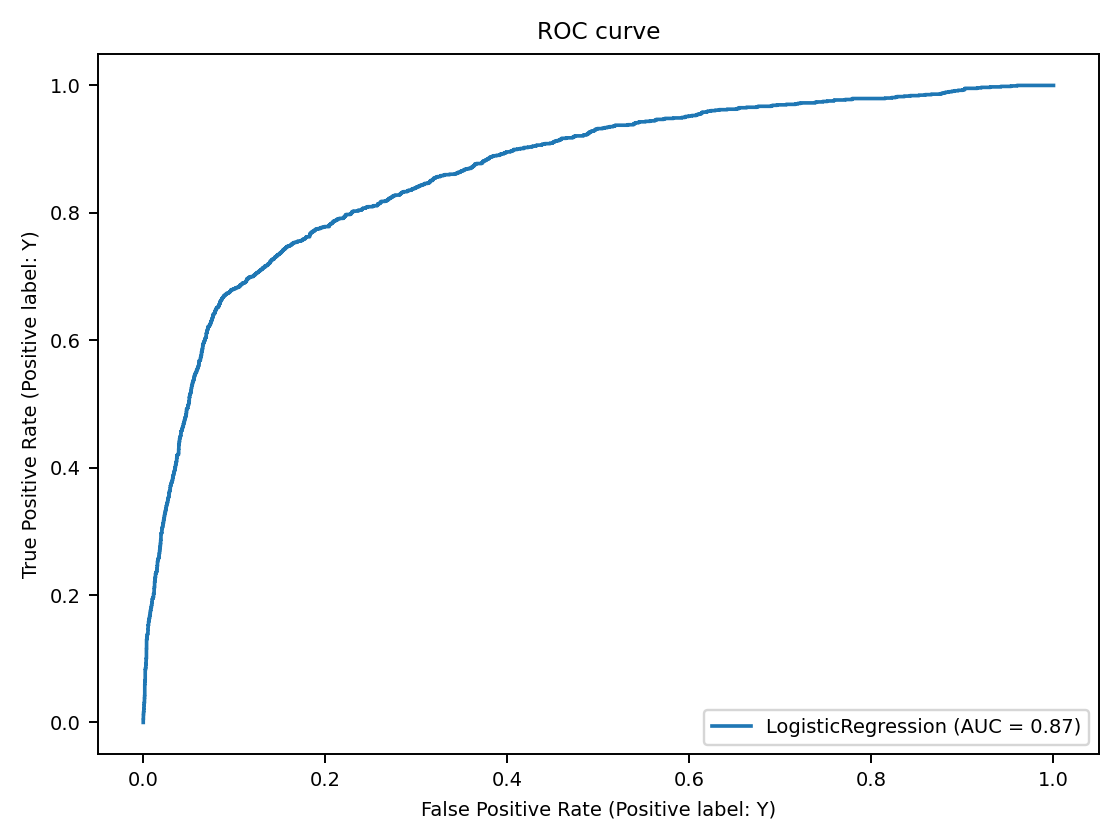 ROC curve
True Positive Rate (Positive label: Y)
1.0
0.8
0.6
0.4
0.2
0.0
LogisticRegression (AUC = 0.87)
0.0 0.2 0.4 0.6 0.8 1.0
False Positive Rate (Positive label: Y)